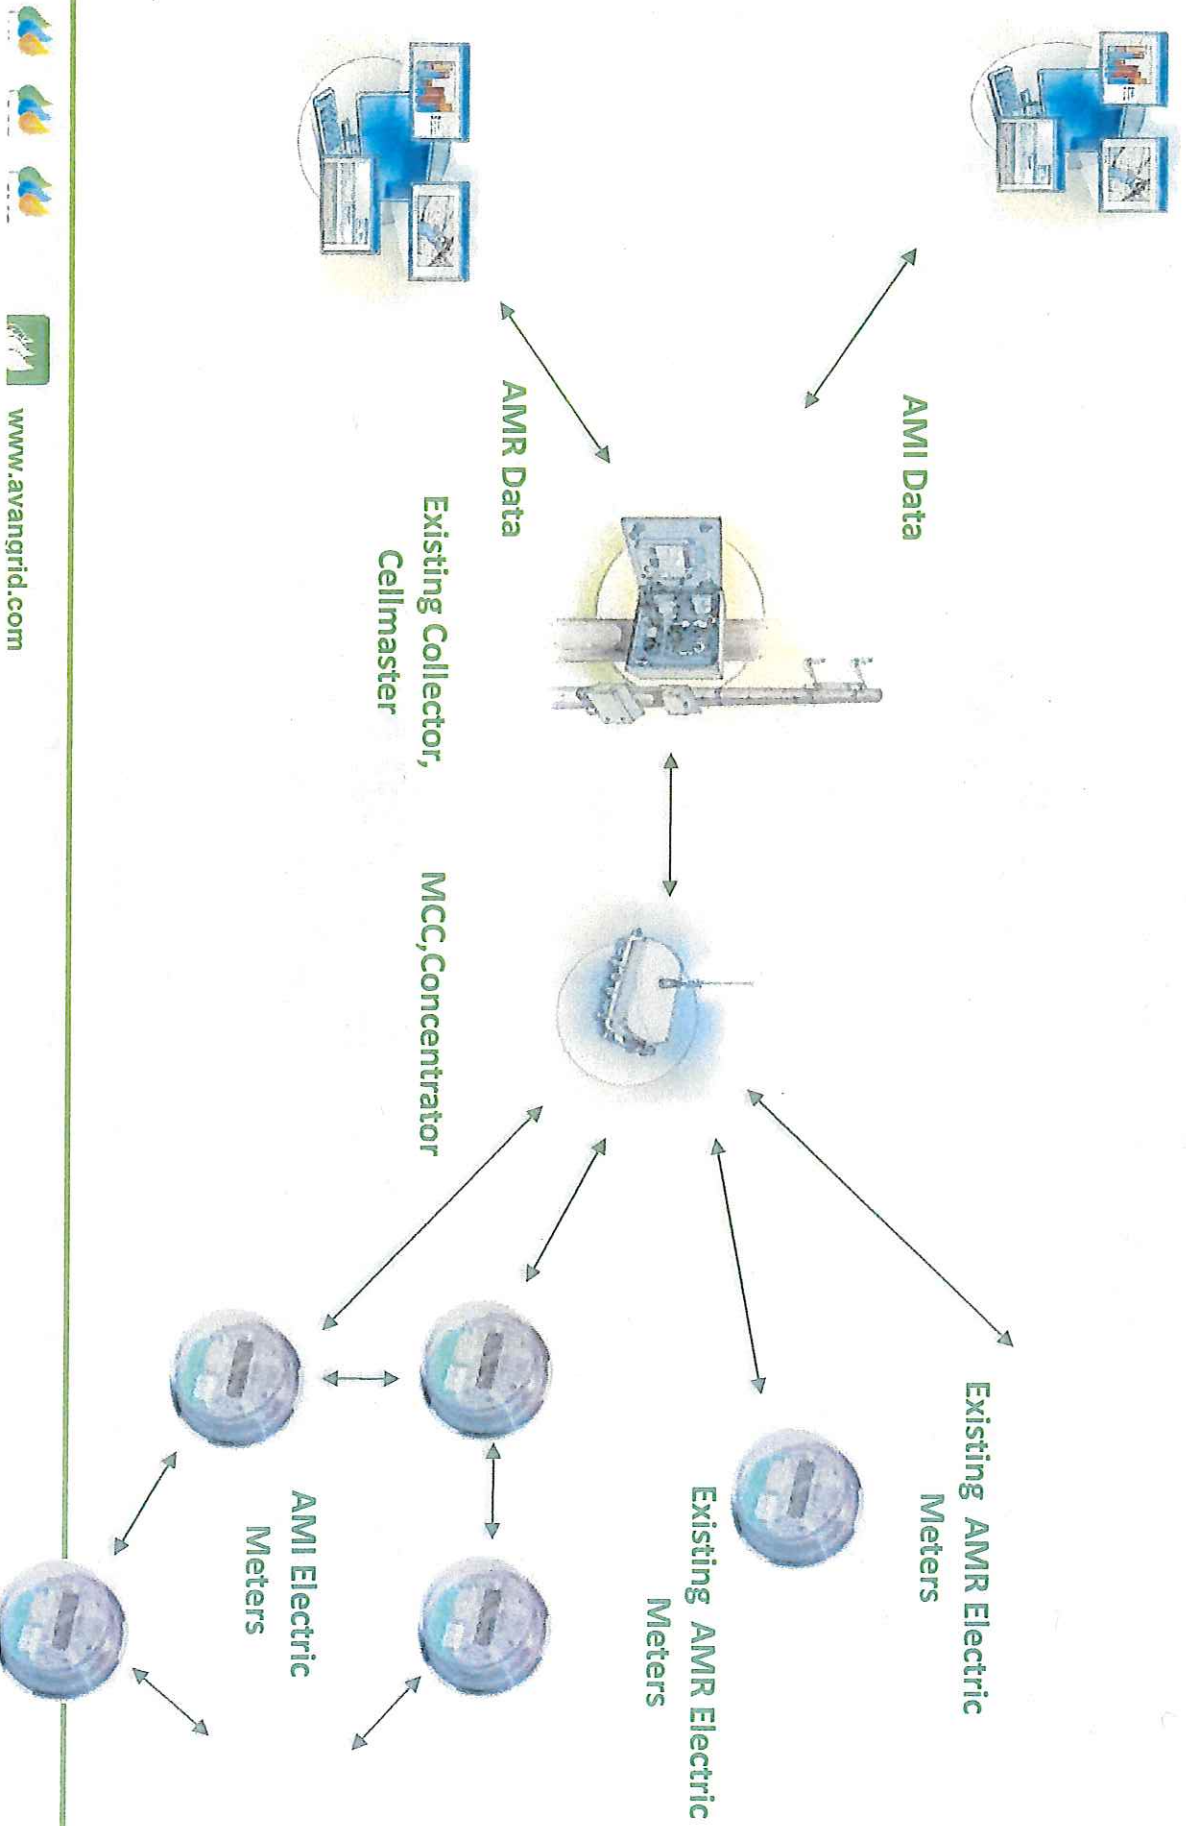 AMI Data
AMR Data
Existing Collector,
Cellmaster
MCC,Concentrator
Existing AMR Electric
Meters
Existing AMR Electric
Meters
AMI Electric
Meters
www.avangrid.com